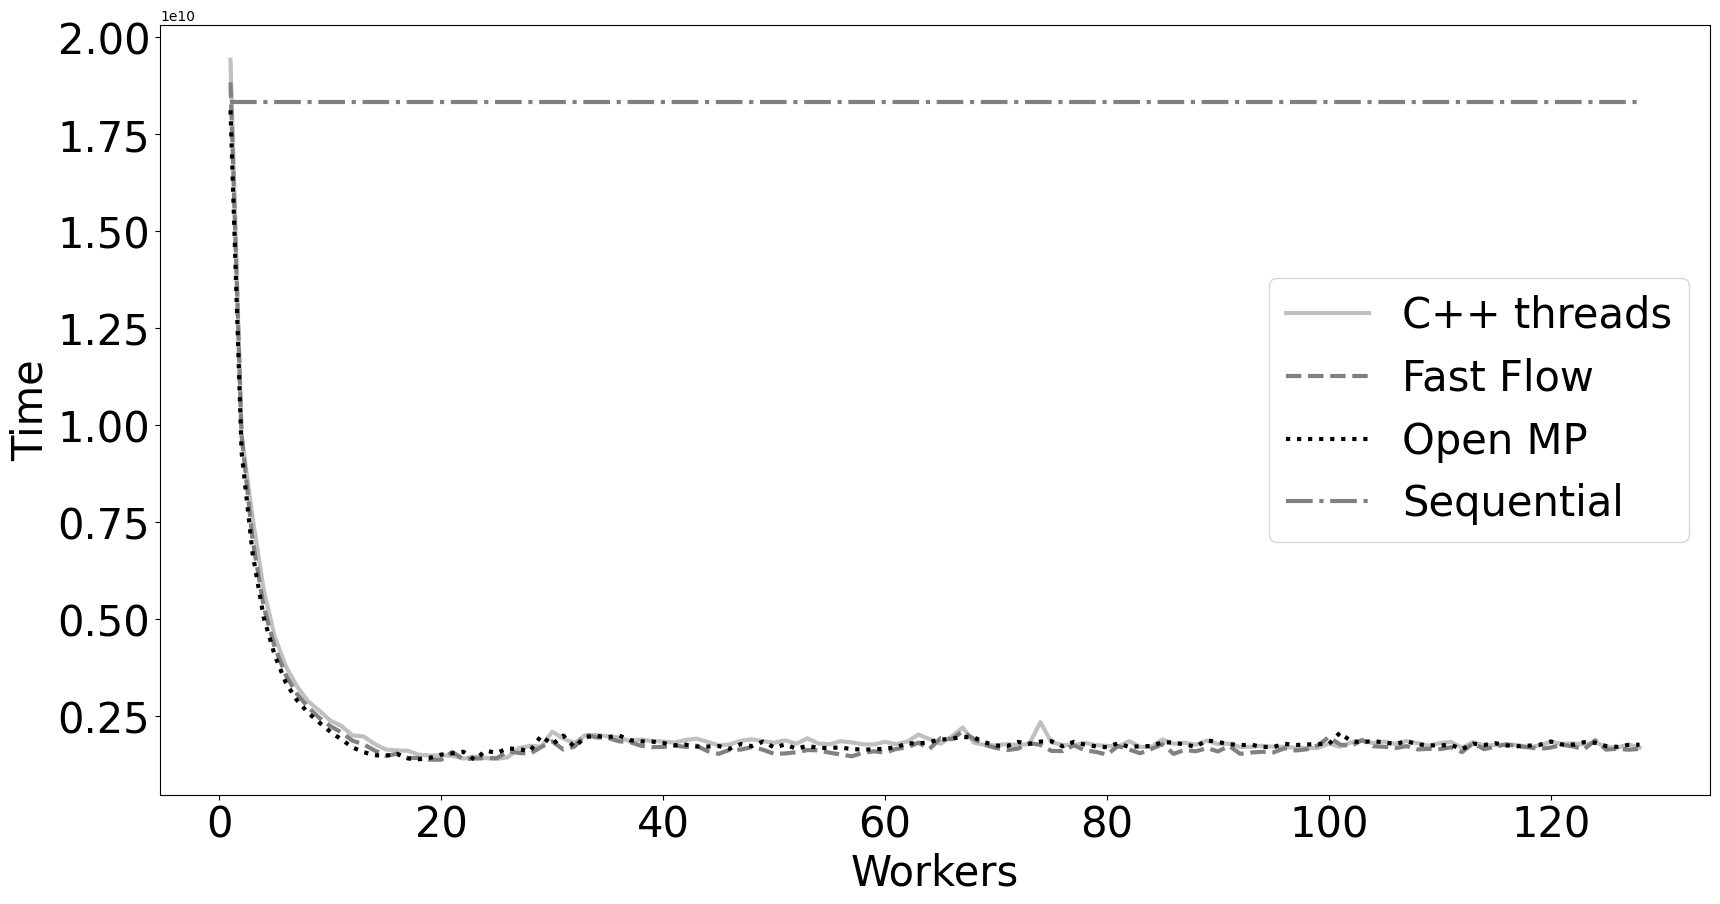 1e10
2.00
1.75
1.50
1.25
1.00
0.75
0.50
0.25
Time
C++ threads
Fast Flow
Open MP
Sequential
0 20 40 60 80 100 120
Workers